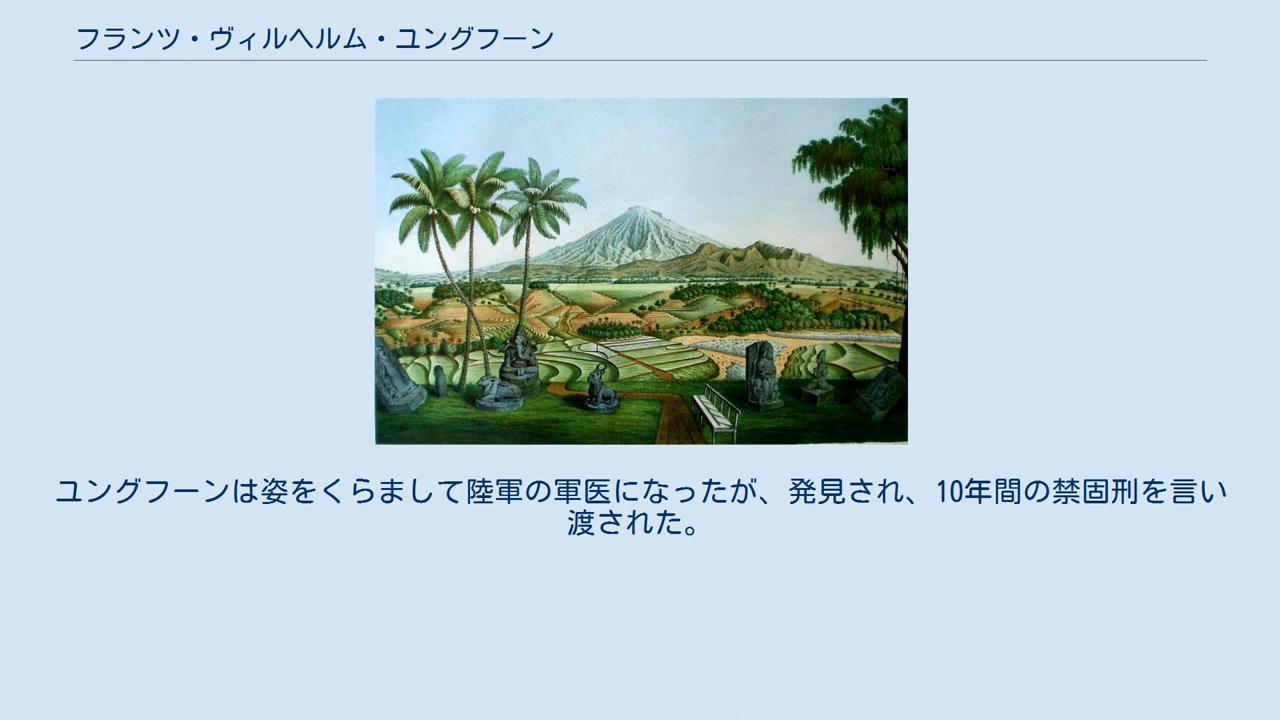 フランツ・ヴィルヘルム・ユングフーン
ユングフーンは姿をくらまして陸軍の軍医になったが、発見され、10年間の禁固刑を言い
渡された。